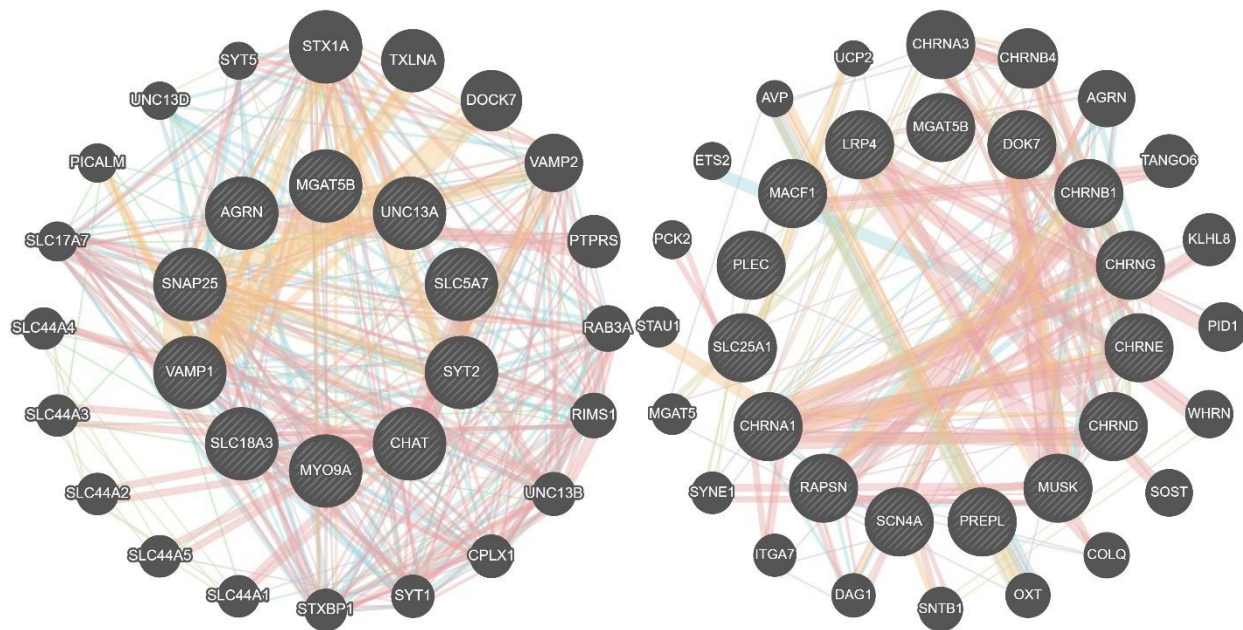 STX1A
TXLNA
DOCK7
VAMP2
PTPRS
RAB3A
RIMS1
UNC13B
CPLX1
SYT1
STXBP1
SLC44A1
SLC44A5
SLC44A2
SLC44A3
SLC44A4
SLC17A7
PICALM
UNC13D
SYT5
MGAT5B
UNC13A
SLC5A7
SYT2
CHAT
MYO9A
SLC18A3
VAMP1
SNAP25
AGRN
CHRNA3
CHRNB4
AGRN
TANGO6
KLHL8
PID1
WHRN
SOST
COLQ
OXT
SNTB1
DAG1
ITGA7
SYNE1
MGAT5
STAU1
PCK2
ETS2
AVP
UCP2
MGAT5B
DOK7
CHRNB1
CHRNG
CHRNE
CHRND
MUSK
PREPL
SCN4A
RAPSN
CHRNA1
SLC25A1
PLEC
MACF1
LRP4